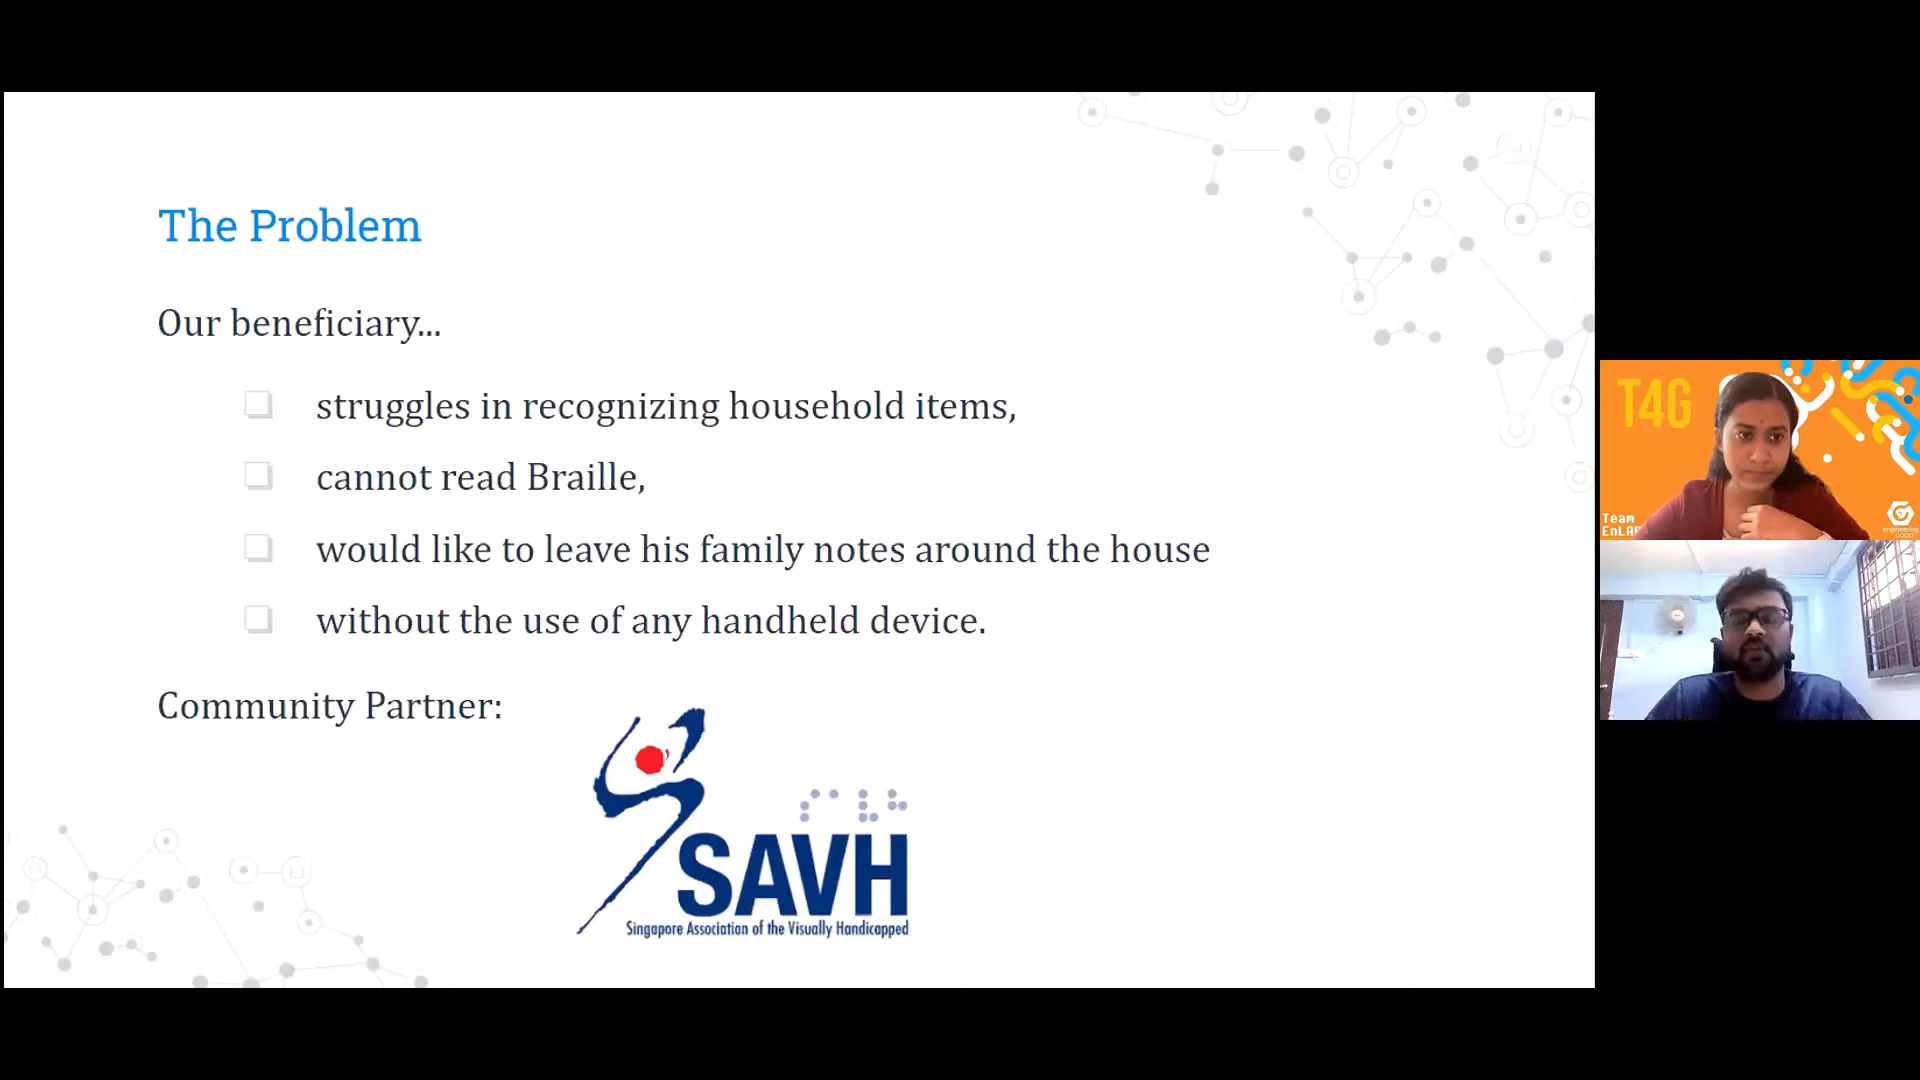 The Problem
Our beneficiary...
struggles in recognizing household items,
cannot read Braille,
would like to leave his family notes around the house
without the use of any handheld device.
Community Partner:
SAVH
Singapore Association of the Visually Handicapped
T4G
Team
engineering
GOOD